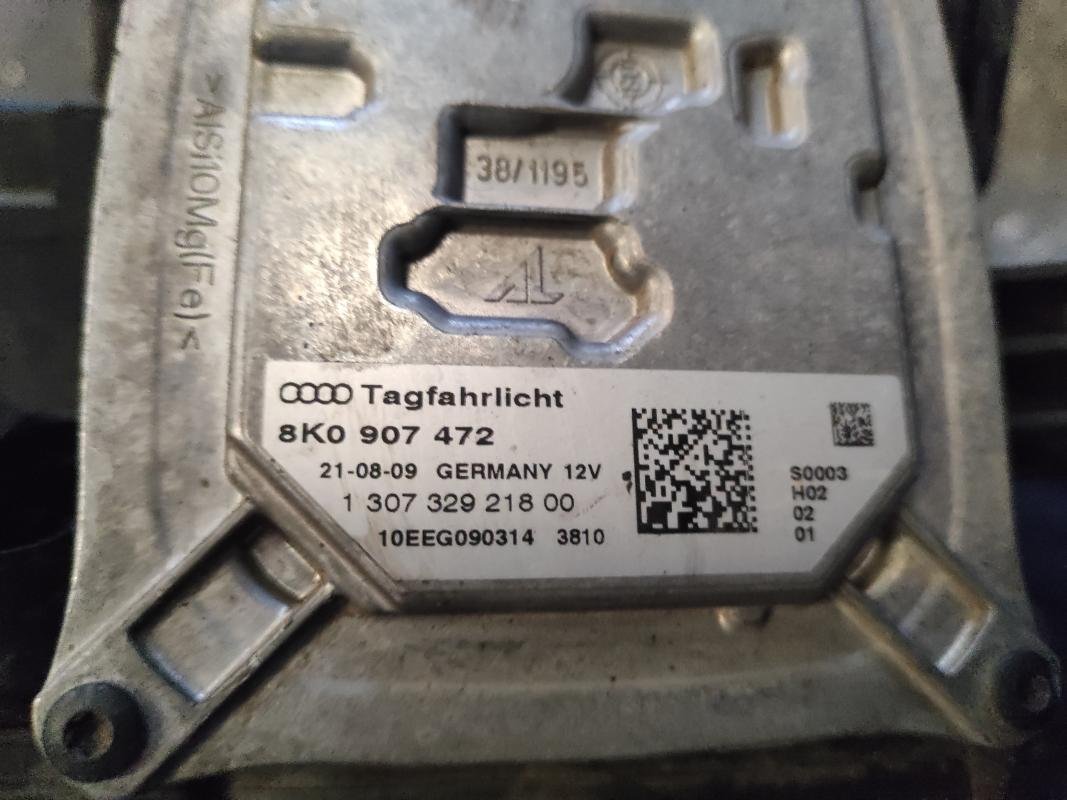 >AlSi10Mg(Fe)<
38/1195
Tagfahrlicht
8K0 907 472
21-08-09 GERMANY 12V
1 307 329 218 00
10EEG090314 3810
S0003
H02
02
01